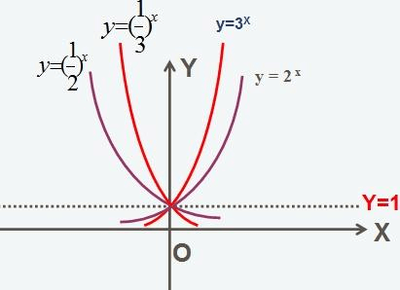 y=(1/3)^x
y=3^x
y=(1/2)^x
Y
y = 2^x
Y=1
X
O